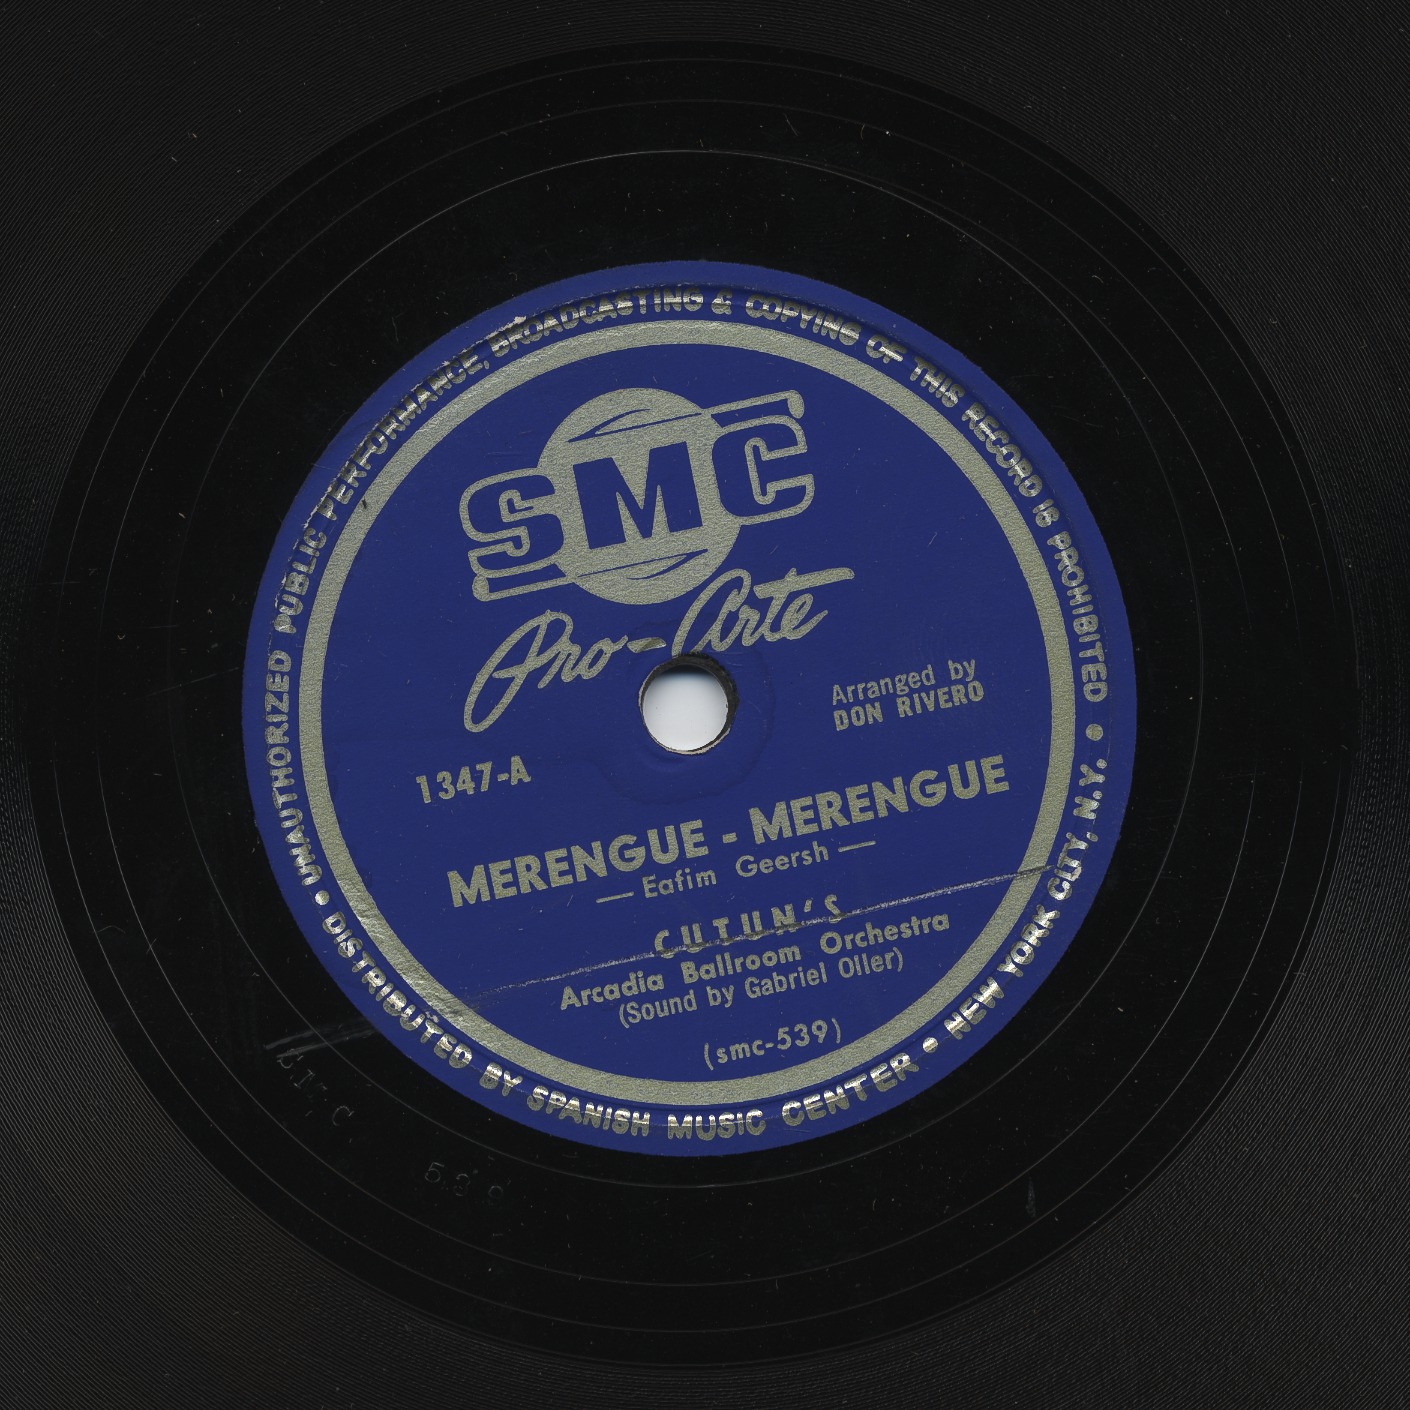 UNAUTHORIZED PUBLIC PERFORMANCE, BROADCASTING & COPYING OF THIS RECORD IS PROHIBITED
SMC
Pro-Arte
Arranged by
DON RIVERO
1347-A
MERENGUE - MERENGUE
— Eafim Geersh —
CUTUN'S
Arcadia Ballroom Orchestra
(Sound by Gabriel Oller)
(smc-539)
• DISTRIBUTED BY SPANISH MUSIC CENTER • NEW YORK CITY, N.Y. •